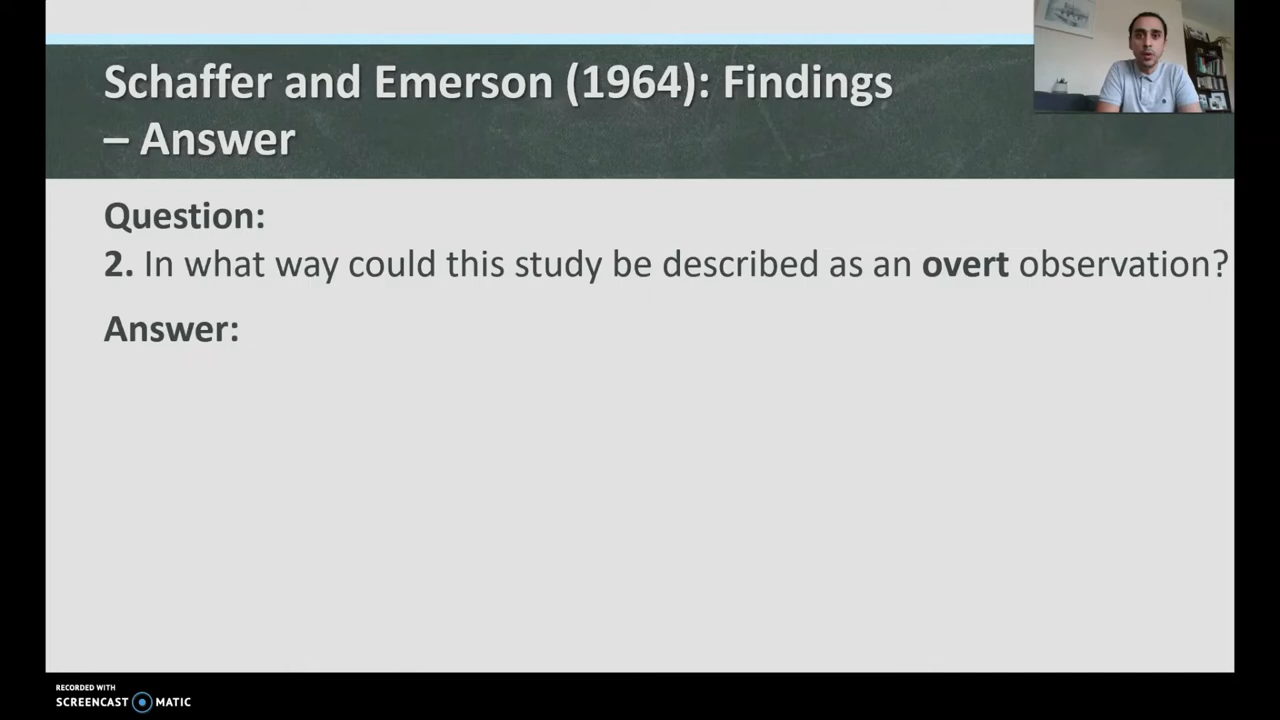 Schaffer and Emerson (1964): Findings
– Answer
Question:
2. In what way could this study be described as an overt observation?
Answer:
RECORDED WITH
SCREENCAST MATIC